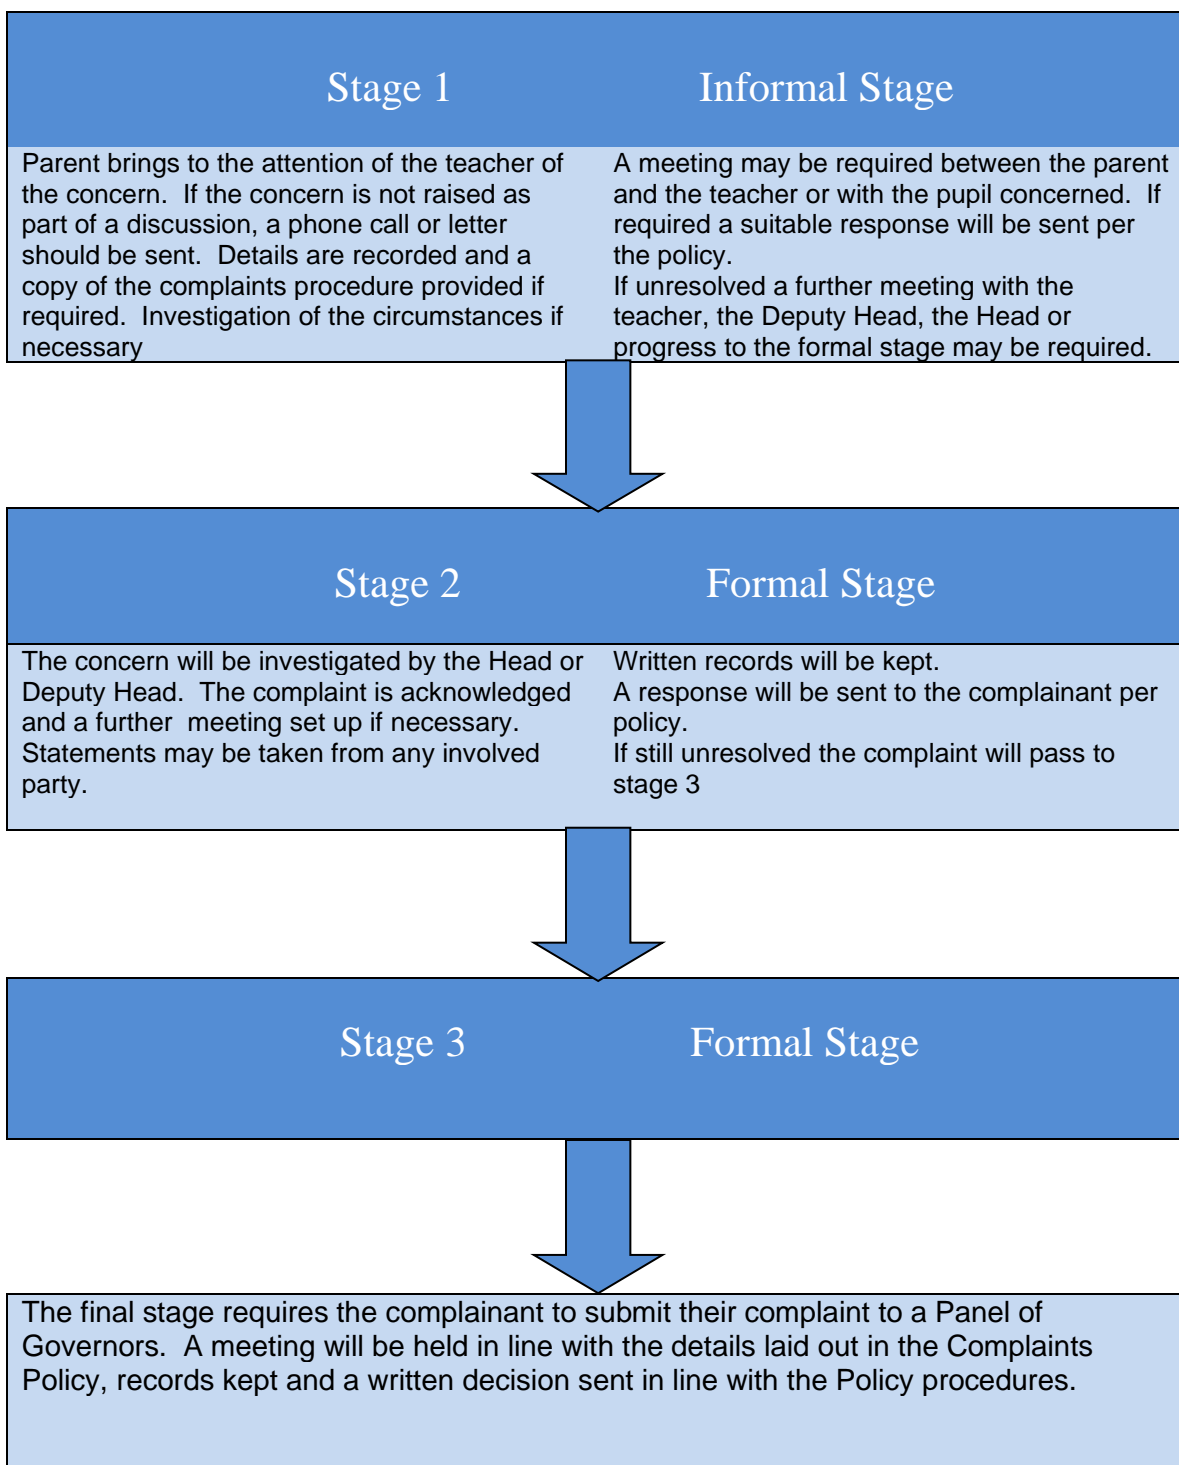 Stage 1 Informal Stage
Parent brings to the attention of the teacher of
the concern. If the concern is not raised as
part of a discussion, a phone call or letter
should be sent. Details are recorded and a
copy of the complaints procedure provided if
required. Investigation of the circumstances if
necessary
A meeting may be required between the parent
and the teacher or with the pupil concerned. If
required a suitable response will be sent per
the policy.
If unresolved a further meeting with the
teacher, the Deputy Head, the Head or
progress to the formal stage may be required.
Stage 2 Formal Stage
The concern will be investigated by the Head or
Deputy Head. The complaint is acknowledged
and a further meeting set up if necessary.
Statements may be taken from any involved
party.
Written records will be kept.
A response will be sent to the complainant per
policy.
If still unresolved the complaint will pass to
stage 3
Stage 3 Formal Stage
The final stage requires the complainant to submit their complaint to a Panel of
Governors. A meeting will be held in line with the details laid out in the Complaints
Policy, records kept and a written decision sent in line with the Policy procedures.